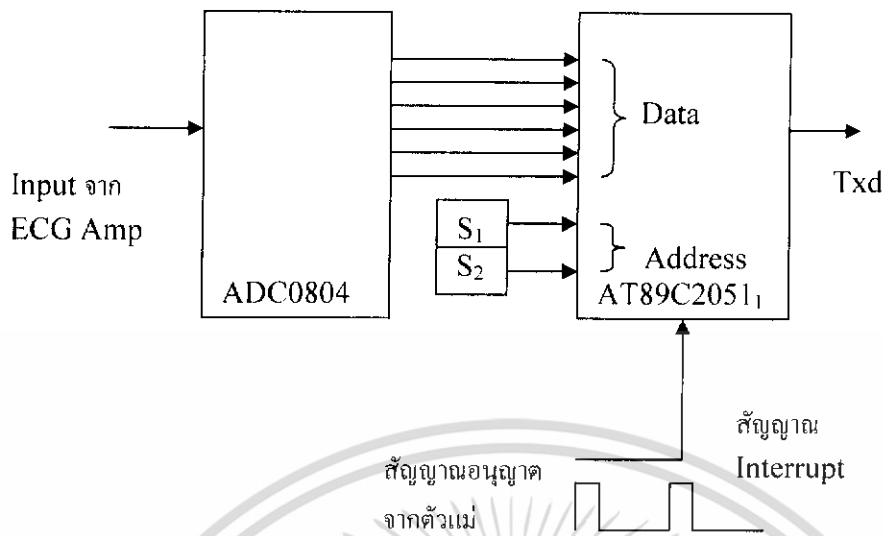 Input จาก
ECG Amp
ADC0804
S₁
S₂
Data
Address
AT89C2051₁
Txd
สัญญาณ
Interrupt
สัญญาณอนุญาต
จากตัวแม่